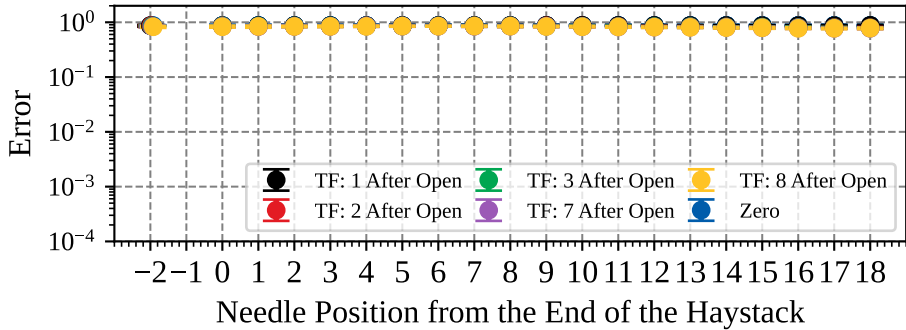 10⁰
10⁻¹
10⁻²
10⁻³
10⁻⁴
Error
TF: 1 After Open
TF: 2 After Open
TF: 3 After Open
TF: 7 After Open
TF: 8 After Open
Zero
−2 −1 0 1 2 3 4 5 6 7 8 9 10 11 12 13 14 15 16 17 18
Needle Position from the End of the Haystack